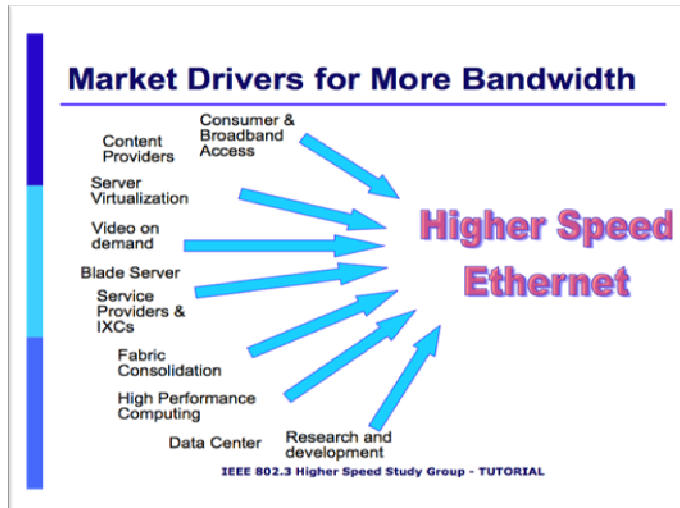 Market Drivers for More Bandwidth
Consumer &
Broadband
Access
Content
Providers
Server
Virtualization
Video on
demand
Blade Server
Service
Providers &
IXCs
Fabric
Consolidation
High Performance
Computing
Data Center
Research and
development
Higher Speed
Ethernet
IEEE 802.3 Higher Speed Study Group - TUTORIAL